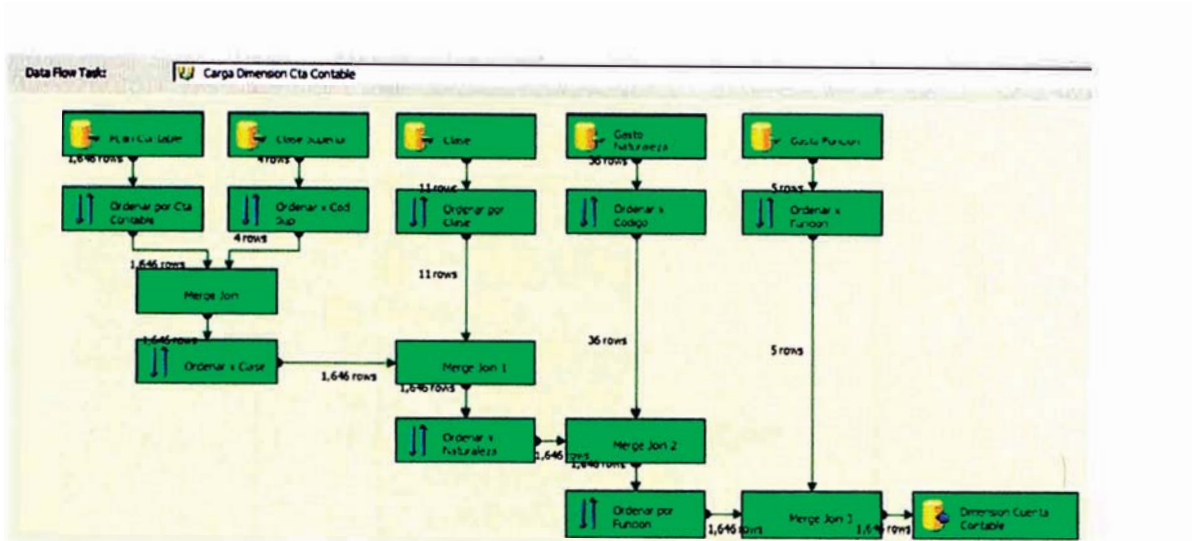 Data Flow Task:
Carga Dimension Cta Contable
Plan Contable
Clase Superior
Clase
Gasto
Naturaleza
Gasto Funcion
1,646 rows
4 rows
11 rows
36 rows
5 rows
Ordenar por Cta
Contable
Ordenar x Cod
Sup
Ordenar por
Clase
Ordenar x
Codigo
Ordenar x
Funcion
1,646 rows
4 rows
11 rows
36 rows
5 rows
Merge Join
1,646 rows
Ordenar x Clase
1,646 rows
Merge Join 1
1,646 rows
Ordenar x
Naturaleza
1,646 rows
Merge Join 2
1,646 rows
Ordenar por
Funcion
1,646 rows
Merge Join 3
1,646 rows
Dimension Cuenta
Contable